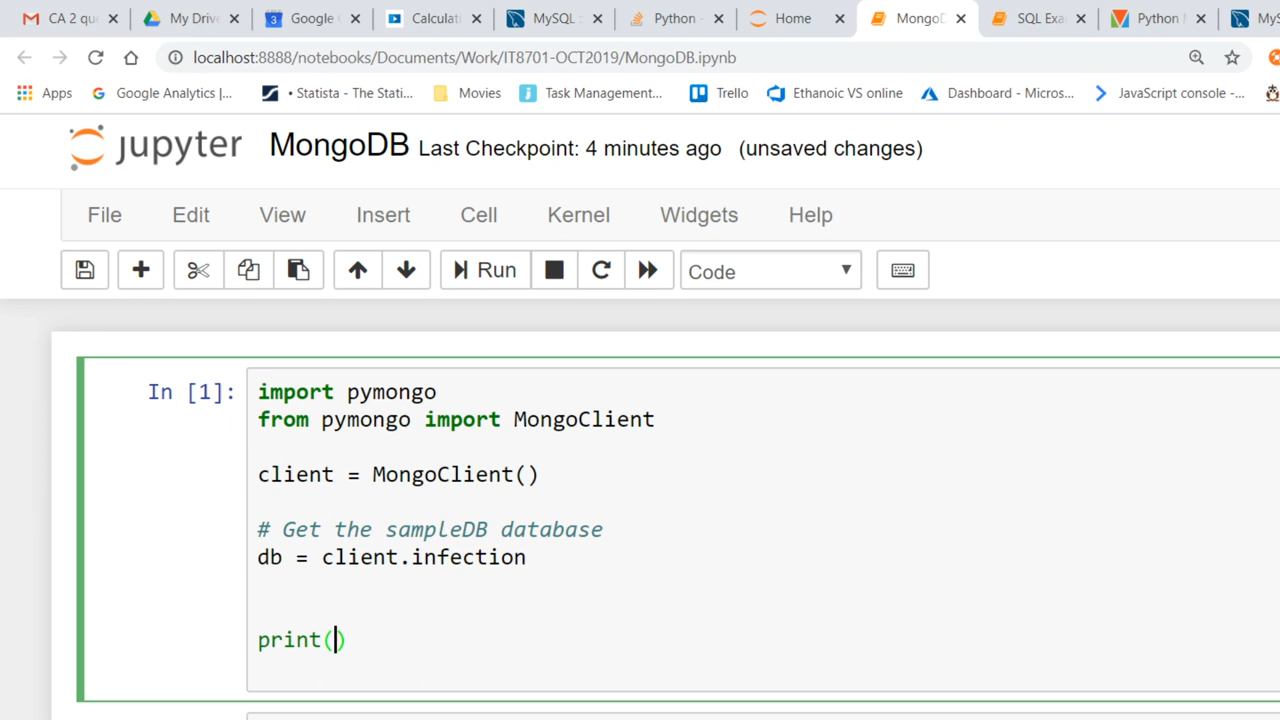 CA 2 qu
My Driv
Google
Calculati
MySQL ::
Python -
Home
MongoD
SQL Exa
Python
MyS
localhost:8888/notebooks/Documents/Work/IT8701-OCT2019/MongoDB.ipynb
Apps
Google Analytics |...
• Statista - The Stati...
Movies
Task Management...
Trello
Ethanoic VS online
Dashboard - Micros...
JavaScript console -...
jupyter MongoDB Last Checkpoint: 4 minutes ago (unsaved changes)
File Edit View Insert Cell Kernel Widgets Help
Run Code
In [1]:
import pymongo
from pymongo import MongoClient
client = MongoClient()
# Get the sampleDB database
db = client.infection
print()